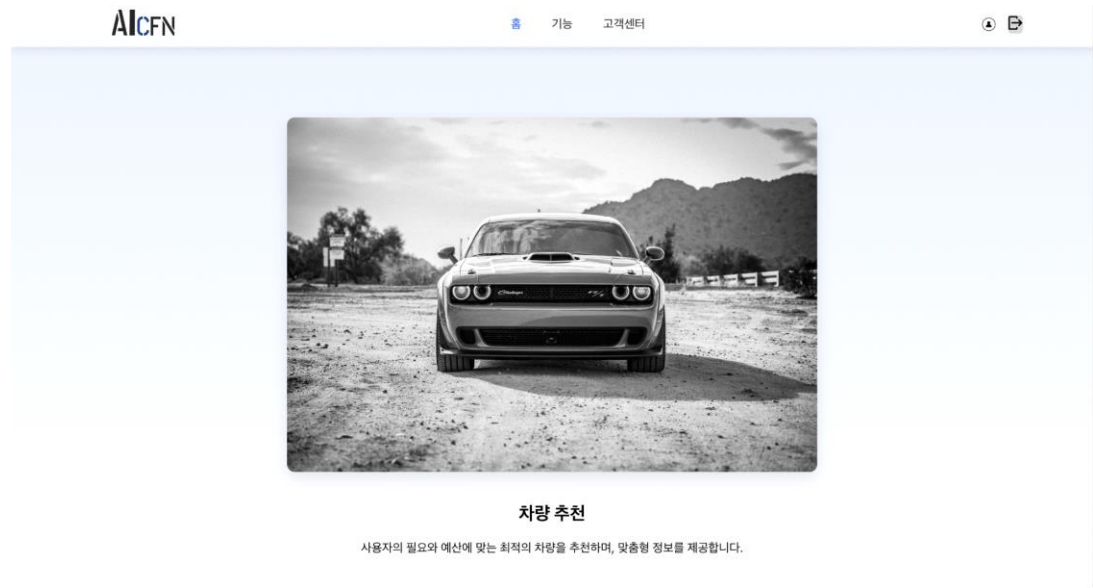 AICFN
홈 기능 고객센터
차량 추천
사용자의 필요와 예산에 맞는 최적의 차량을 추천하며, 맞춤형 정보를 제공합니다.